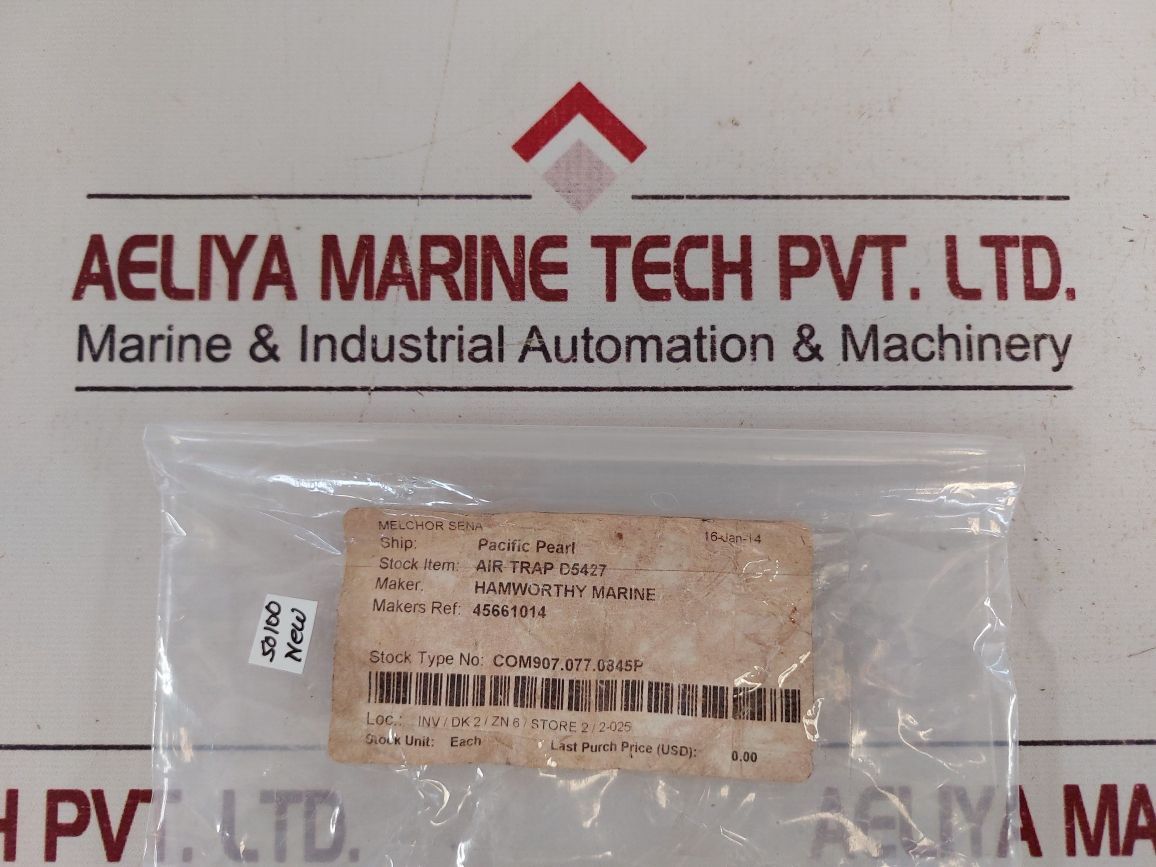 AELIYA MARINE TECH PVT. LTD.
Marine & Industrial Automation & Machinery
MELCHOR SENA 16-Jan-14
Ship: Pacific Pearl
Stock Item: AIR TRAP D5427
Maker: HAMWORTHY MARINE
Makers Ref: 45661014
50100
New
Stock Type No: COM907.077.0845P
Loc.: INV / DK 2 / ZN 6 / STORE 2 / 2-025
Stock Unit: Each Last Purch Price (USD): 0.00
H PVT. LTD. AELIYA MA